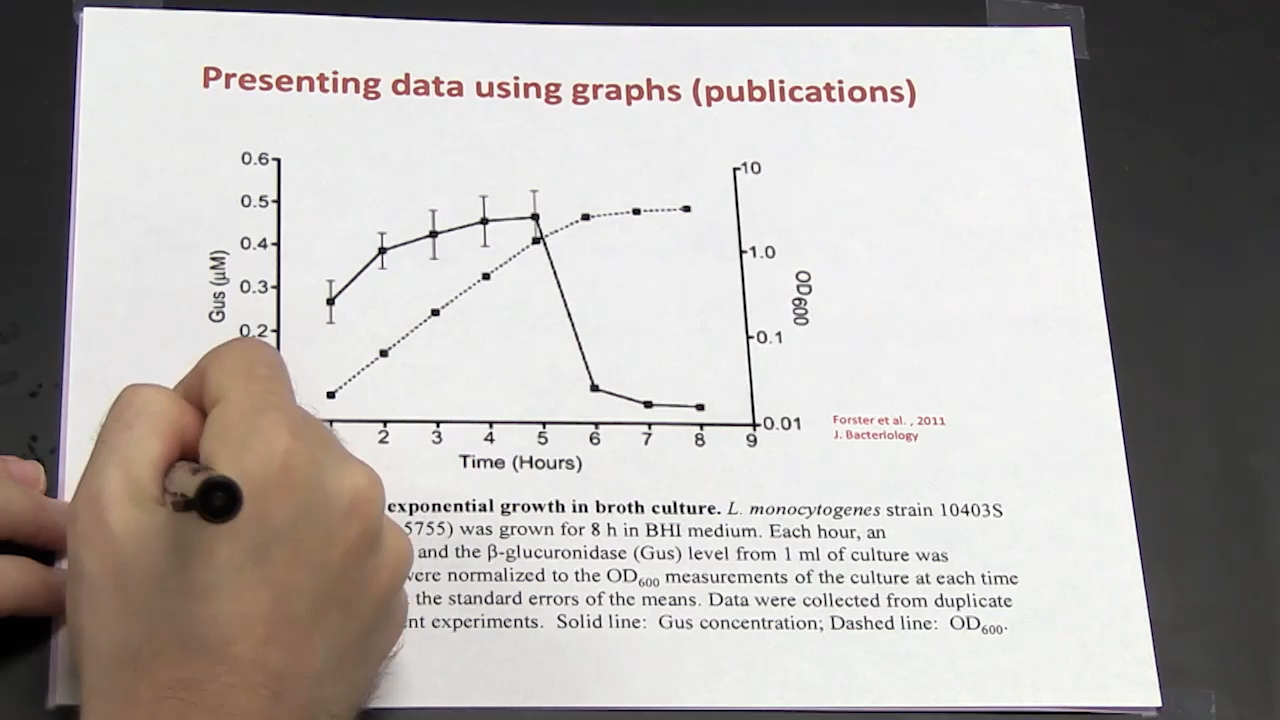 Presenting data using graphs (publications)
0.6
0.5
0.4
0.3
0.2
Gus (μM)
10
1.0
0.1
0.01
OD600
2 3 4 5 6 7 8 9
Time (Hours)
Forster et al. , 2011
J. Bacteriology
exponential growth in broth culture. L. monocytogenes strain 10403S
5755) was grown for 8 h in BHI medium. Each hour, an
and the β-glucuronidase (Gus) level from 1 ml of culture was
were normalized to the OD600 measurements of the culture at each time
the standard errors of the means. Data were collected from duplicate
experiments. Solid line: Gus concentration; Dashed line: OD600.